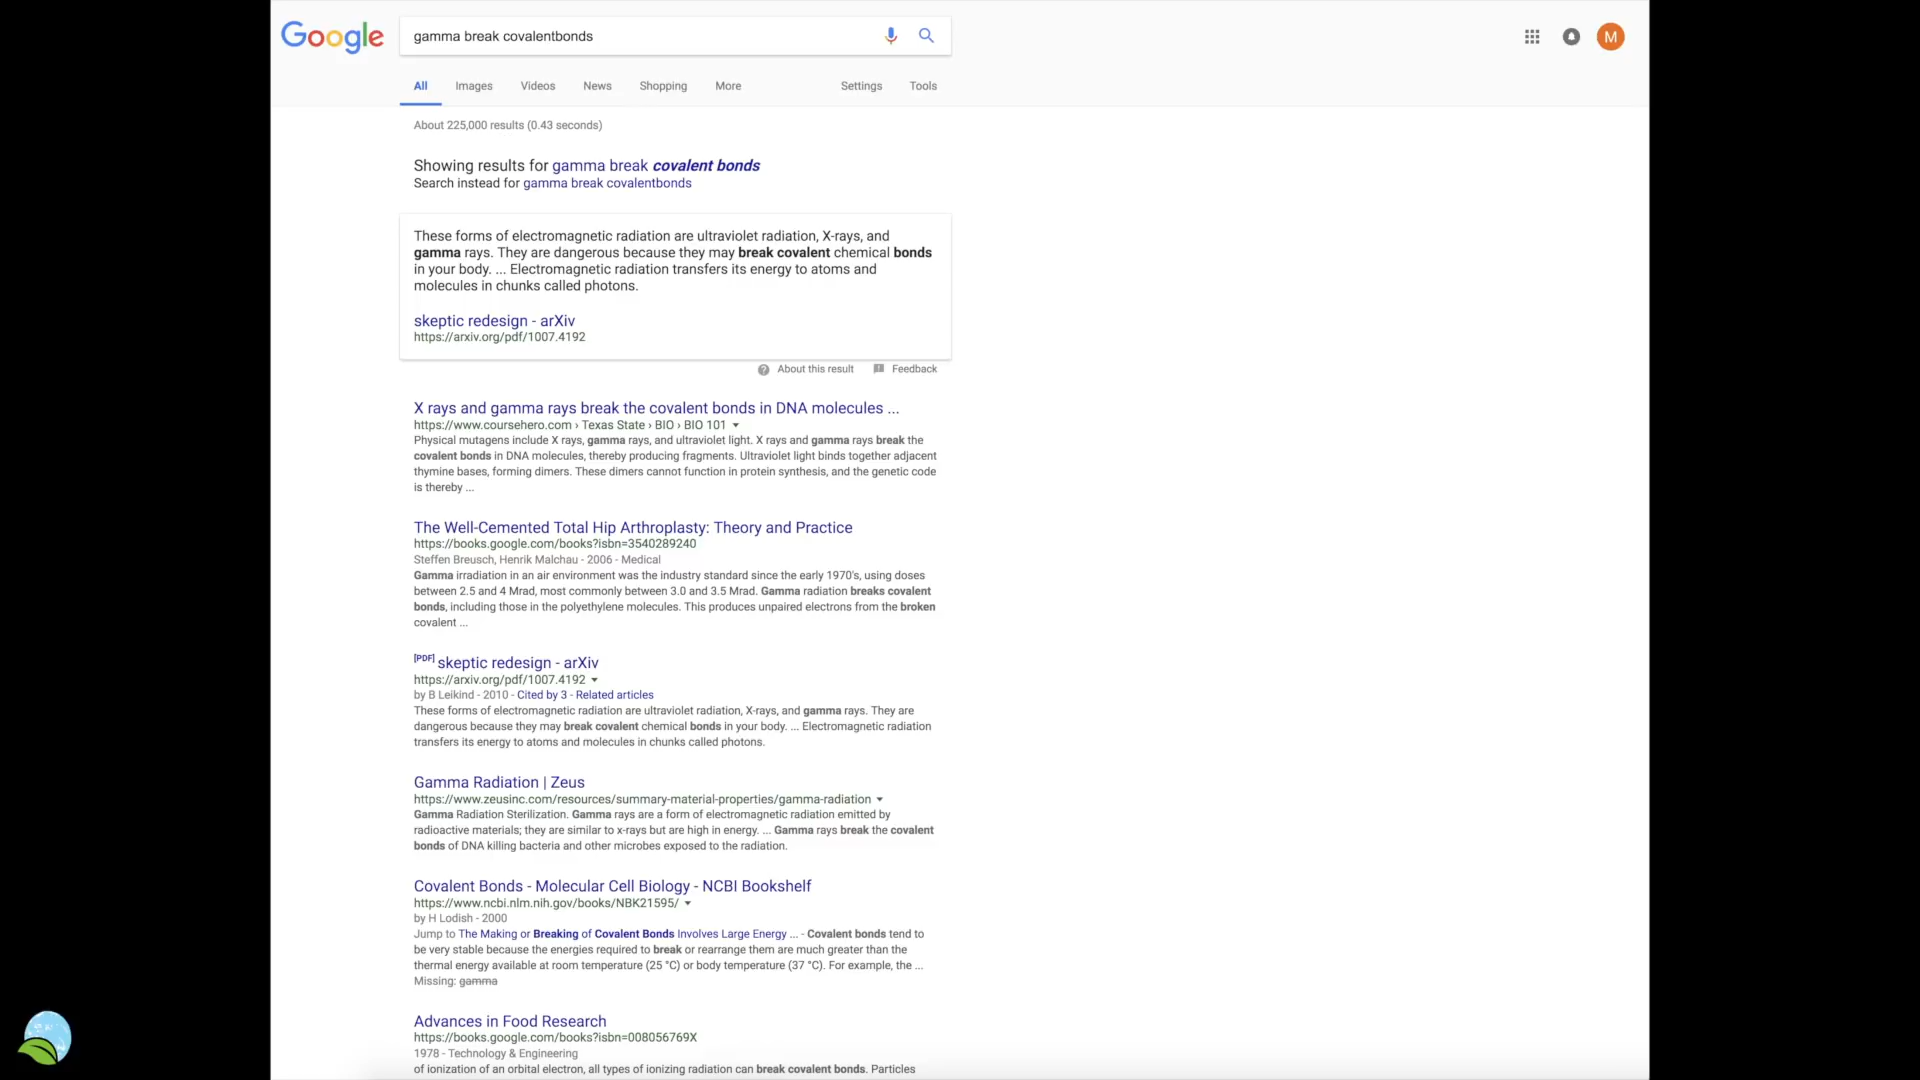 Google
gamma break covalentbonds
M
All Images Videos News Shopping More Settings Tools
About 225,000 results (0.43 seconds)
Showing results for gamma break covalent bonds
Search instead for gamma break covalentbonds
These forms of electromagnetic radiation are ultraviolet radiation, X-rays, and
gamma rays. They are dangerous because they may break covalent chemical bonds
in your body. ... Electromagnetic radiation transfers its energy to atoms and
molecules in chunks called photons.
skeptic redesign - arXiv
https://arxiv.org/pdf/1007.4192
About this result Feedback
X rays and gamma rays break the covalent bonds in DNA molecules ...
https://www.coursehero.com › Texas State › BIO › BIO 101
Physical mutagens include X rays, gamma rays, and ultraviolet light. X rays and gamma rays break the
covalent bonds in DNA molecules, thereby producing fragments. Ultraviolet light binds together adjacent
thymine bases, forming dimers. These dimers cannot function in protein synthesis, and the genetic code
is thereby ...
The Well-Cemented Total Hip Arthroplasty: Theory and Practice
https://books.google.com/books?isbn=3540289240
Steffen Breusch, Henrik Malchau - 2006 - Medical
Gamma irradiation in an air environment was the industry standard since the early 1970's, using doses
between 2.5 and 4 Mrad, most commonly between 3.0 and 3.5 Mrad. Gamma radiation breaks covalent
bonds, including those in the polyethylene molecules. This produces unpaired electrons from the broken
covalent ...
[PDF] skeptic redesign - arXiv
https://arxiv.org/pdf/1007.4192
by B Leikind - 2010 - Cited by 3 - Related articles
These forms of electromagnetic radiation are ultraviolet radiation, X-rays, and gamma rays. They are
dangerous because they may break covalent chemical bonds in your body. ... Electromagnetic radiation
transfers its energy to atoms and molecules in chunks called photons.
Gamma Radiation | Zeus
https://www.zeusinc.com/resources/summary-material-properties/gamma-radiation
Gamma Radiation Sterilization. Gamma rays are a form of electromagnetic radiation emitted by
radioactive materials; they are similar to x-rays but are high in energy. ... Gamma rays break the covalent
bonds of DNA killing bacteria and other microbes exposed to the radiation.
Covalent Bonds - Molecular Cell Biology - NCBI Bookshelf
https://www.ncbi.nlm.nih.gov/books/NBK21595/
by H Lodish - 2000
Jump to The Making or Breaking of Covalent Bonds Involves Large Energy ... - Covalent bonds tend to
be very stable because the energies required to break or rearrange them are much greater than the
thermal energy available at room temperature (25 °C) or body temperature (37 °C). For example, the ...
Missing: gamma
Advances in Food Research
https://books.google.com/books?isbn=008056769X
1978 - Technology & Engineering
of ionization of an orbital electron, all types of ionizing radiation can break covalent bonds. Particles